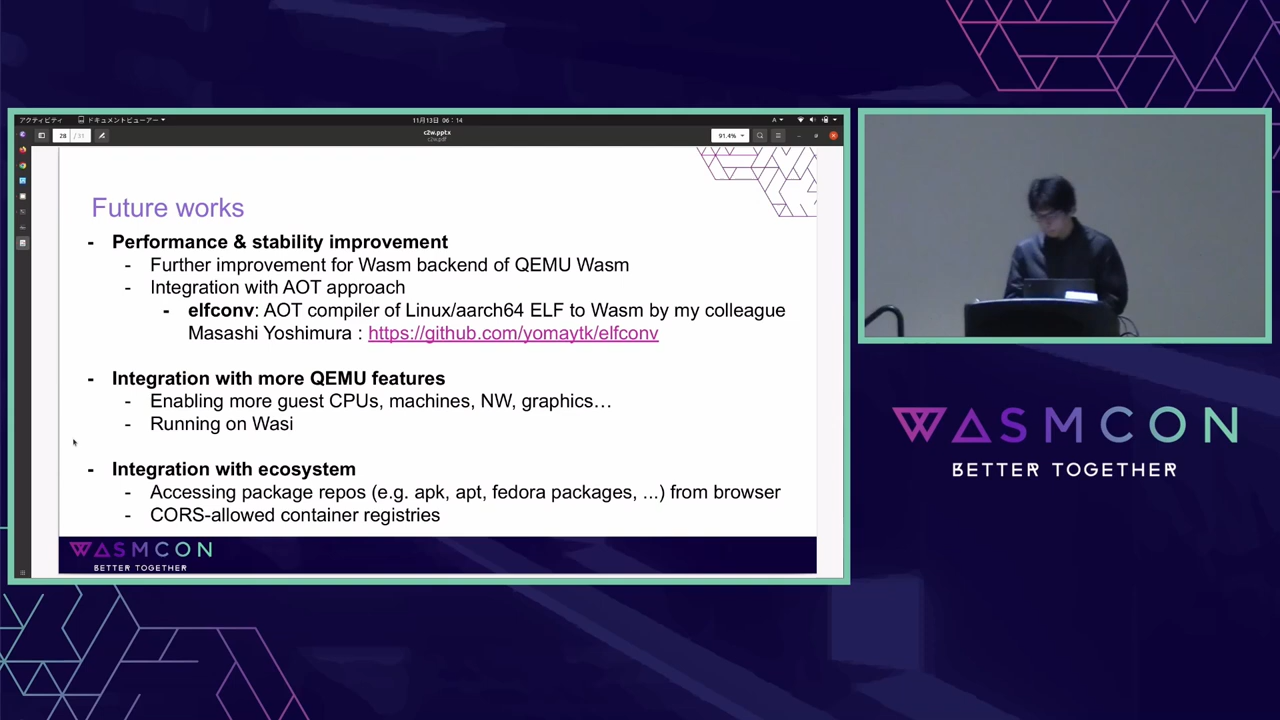 アクティビティ
ドキュメントビューアー
11月13日 06：14
A
28 / 31
c2w.pptx
c2w.pdf
91.4%
Future works
- Performance & stability improvement
- Further improvement for Wasm backend of QEMU Wasm
- Integration with AOT approach
- elfconv: AOT compiler of Linux/aarch64 ELF to Wasm by my colleague
Masashi Yoshimura : https://github.com/yomaytk/elfconv
- Integration with more QEMU features
- Enabling more guest CPUs, machines, NW, graphics…
- Running on Wasi
- Integration with ecosystem
- Accessing package repos (e.g. apk, apt, fedora packages, ...) from browser
- CORS-allowed container registries
WASMCON
BETTER TOGETHER
WASMCON
BETTER TOGETHER